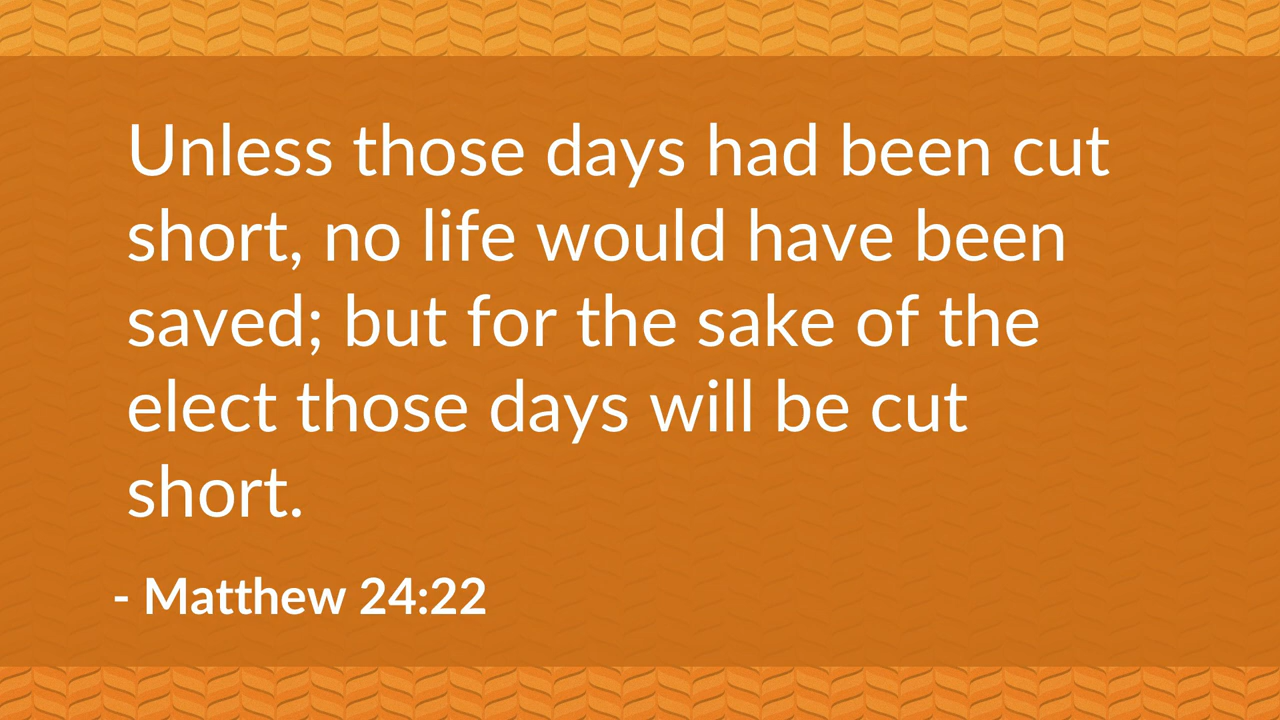 Unless those days had been cut
short, no life would have been
saved; but for the sake of the
elect those days will be cut
short.
- Matthew 24:22